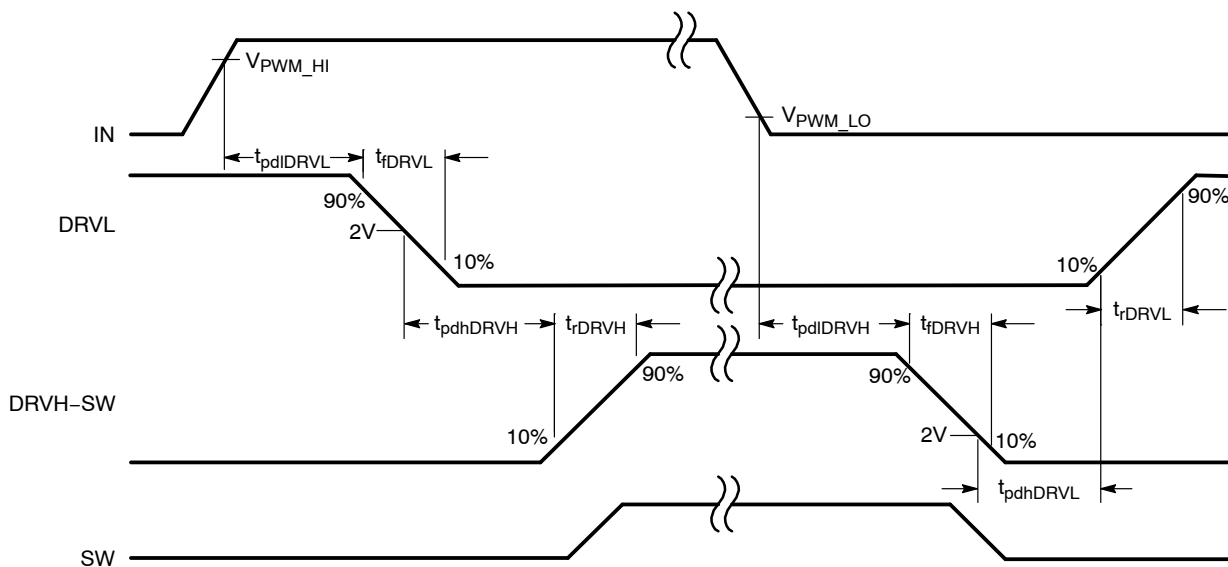 VPWM_HI
VPWM_LO
IN
tpdlDRVL tfDRVL
90% 90%
DRVL 2V
10% 10%
tpdhDRVH trDRVH tpdlDRVH tfDRVH trDRVL
90% 90%
DRVH–SW
10% 2V 10%
tpdhDRVL
SW